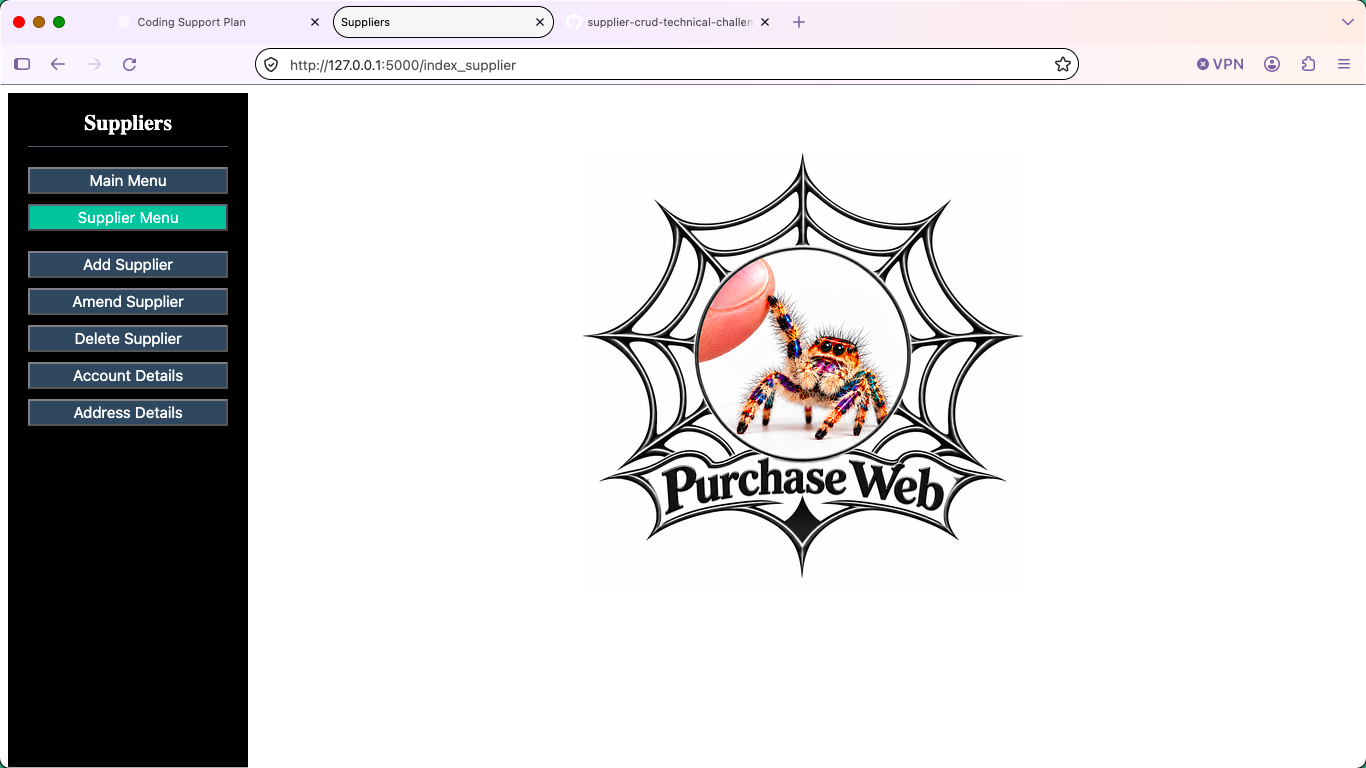 Coding Support Plan
Suppliers
supplier-crud-technical-challen
http://127.0.0.1:5000/index_supplier
VPN
Suppliers
Main Menu
Supplier Menu
Add Supplier
Amend Supplier
Delete Supplier
Account Details
Address Details
Purchase Web